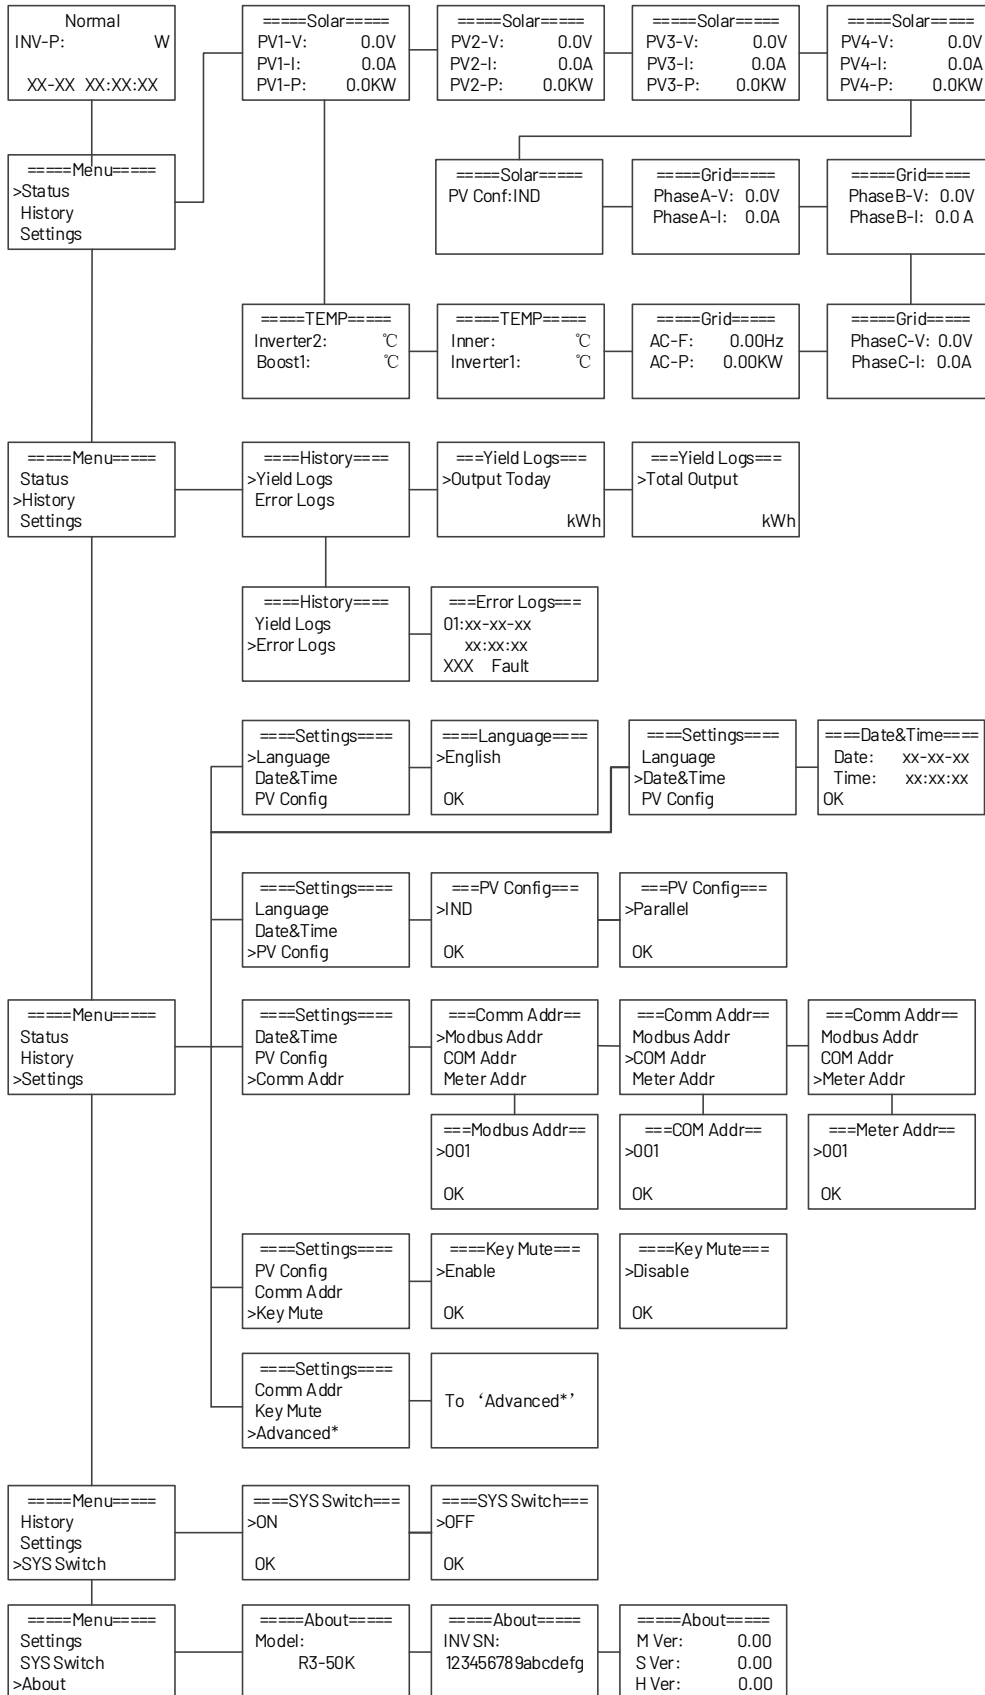 Normal
INV-P: W
XX-XX XX:XX:XX
=====Solar=====
PV1-V: 0.0V
PV1-I: 0.0A
PV1-P: 0.0KW
=====Solar=====
PV2-V: 0.0V
PV2-I: 0.0A
PV2-P: 0.0KW
=====Solar=====
PV3-V: 0.0V
PV3-I: 0.0A
PV3-P: 0.0KW
=====Solar=====
PV4-V: 0.0V
PV4-I: 0.0A
PV4-P: 0.0KW
=====Menu=====
>Status
History
Settings
=====Solar=====
PV Conf:IND
=====Grid=====
PhaseA-V: 0.0V
PhaseA-I: 0.0A
=====Grid=====
PhaseB-V: 0.0V
PhaseB-I: 0.0 A
=====TEMP=====
Inverter2: ℃
Boost1: ℃
=====TEMP=====
Inner: ℃
Inverter1: ℃
=====Grid=====
AC-F: 0.00Hz
AC-P: 0.00KW
=====Grid=====
PhaseC-V: 0.0V
PhaseC-I: 0.0A
=====Menu=====
Status
>History
Settings
====History====
>Yield Logs
Error Logs
===Yield Logs===
>Output Today
kWh
===Yield Logs===
>Total Output
kWh
====History====
Yield Logs
>Error Logs
===Error Logs===
01:xx-xx-xx
xx:xx:xx
XXX Fault
====Settings====
>Language
Date&Time
PV Config
====Language====
>English
OK
====Settings====
Language
>Date&Time
PV Config
====Date&Time====
Date: xx-xx-xx
Time: xx:xx:xx
OK
====Settings====
Language
Date&Time
>PV Config
===PV Config===
>IND
OK
===PV Config===
>Parallel
OK
=====Menu=====
Status
History
>Settings
====Settings====
Date&Time
PV Config
>Comm Addr
===Comm Addr==
>Modbus Addr
COM Addr
Meter Addr
===Comm Addr==
Modbus Addr
>COM Addr
Meter Addr
===Comm Addr==
Modbus Addr
COM Addr
>Meter Addr
===Modbus Addr==
>001
OK
===COM Addr==
>001
OK
===Meter Addr==
>001
OK
====Settings====
PV Config
Comm Addr
>Key Mute
====Key Mute===
>Enable
OK
====Key Mute===
>Disable
OK
====Settings====
Comm Addr
Key Mute
>Advanced*
To ‘Advanced*’
=====Menu=====
History
Settings
>SYS Switch
====SYS Switch===
>ON
OK
====SYS Switch===
>OFF
OK
=====Menu=====
Settings
SYS Switch
>About
=====About=====
Model:
R3-50K
=====About=====
INV SN:
123456789abcdefg
=====About=====
M Ver: 0.00
S Ver: 0.00
H Ver: 0.00